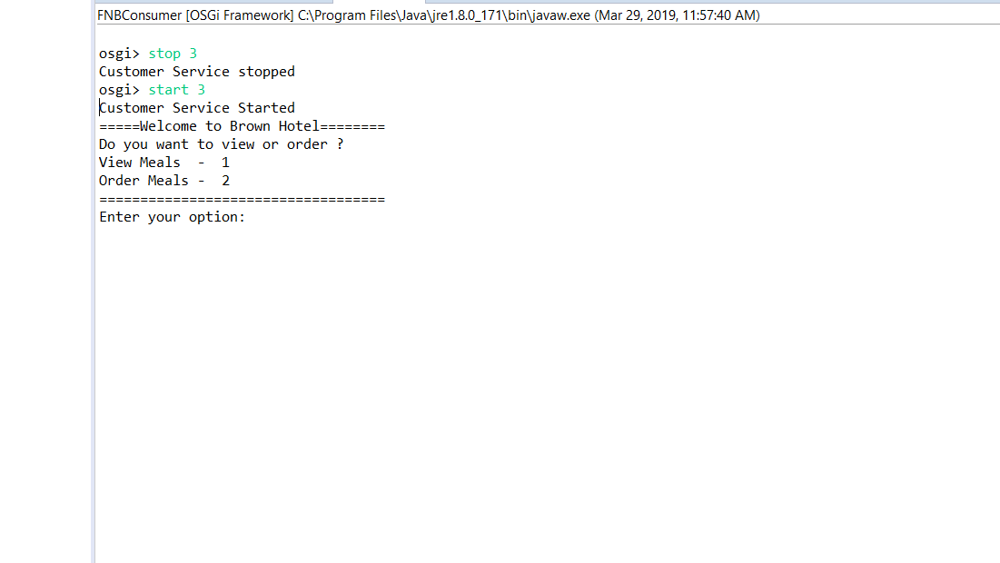 FNBConsumer [OSGi Framework] C:\Program Files\Java\jre1.8.0_171\bin\javaw.exe (Mar 29, 2019, 11:57:40 AM)
osgi> stop 3
Customer Service stopped
osgi> start 3
Customer Service Started
=====Welcome to Brown Hotel========
Do you want to view or order ?
View Meals  -  1
Order Meals -  2
===================================
Enter your option: